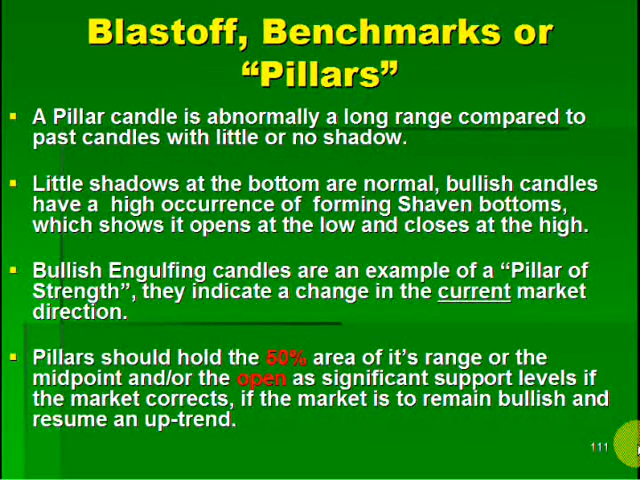 Blastoff, Benchmarks or
“Pillars”
A Pillar candle is abnormally a long range compared to
past candles with little or no shadow.
Little shadows at the bottom are normal, bullish candles
have a high occurrence of forming Shaven bottoms,
which shows it opens at the low and closes at the high.
Bullish Engulfing candles are an example of a “Pillar of
Strength”, they indicate a change in the current market
direction.
Pillars should hold the 50% area of it’s range or the
midpoint and/or the open as significant support levels if
the market corrects, if the market is to remain bullish and
resume an up-trend.
111